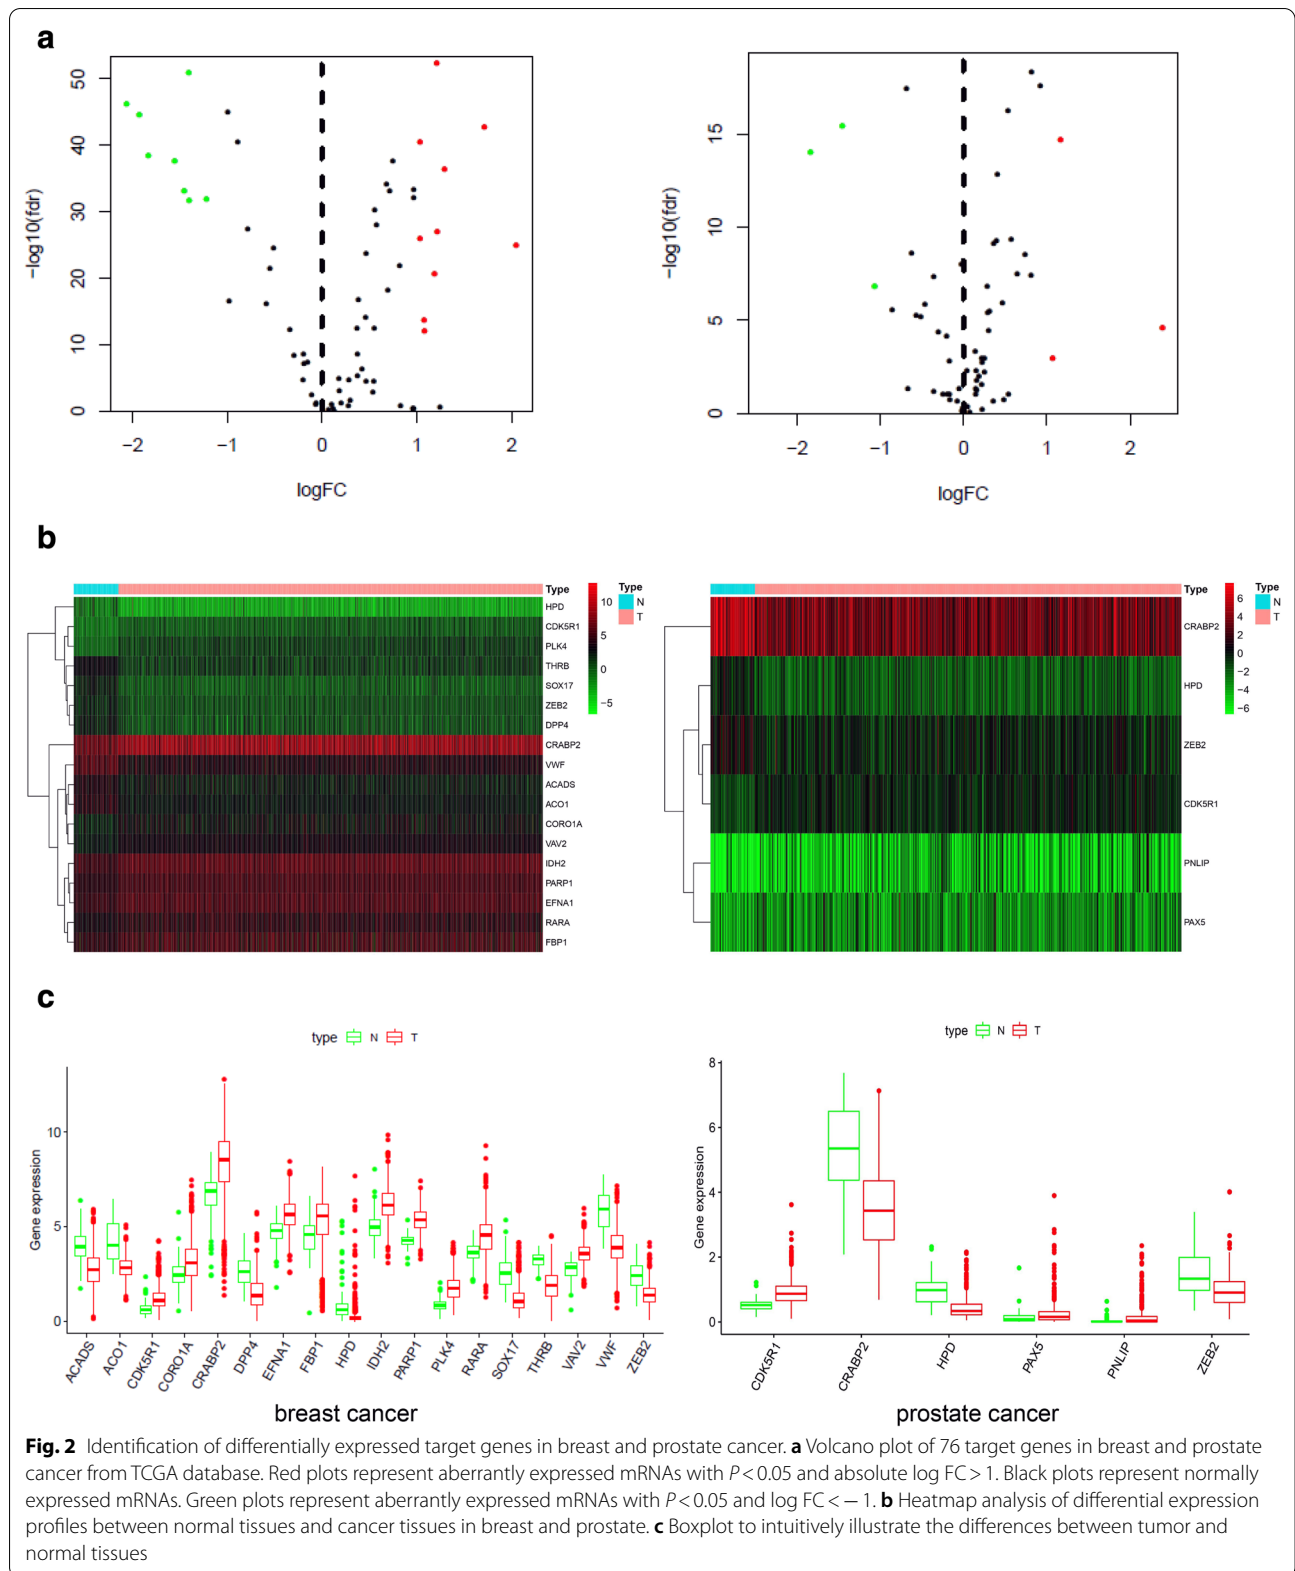 a
−log10(fdr)
50
40
30
20
10
0
−2 −1 0 1 2
logFC
−log10(fdr)
15
10
5
0
−2 −1 0 1 2
logFC
b
Type
HPD
CDK5R1
PLK4
THRB
SOX17
ZEB2
DPP4
CRABP2
VWF
ACADS
ACO1
CORO1A
VAV2
IDH2
PARP1
EFNA1
RARA
FBP1
10
5
0
−5
Type
N
T
Type
CRABP2
HPD
ZEB2
CDK5R1
PNLIP
PAX5
6
4
2
0
−2
−4
−6
Type
N
T
c
type N T
Gene expression
10
5
0
ACADS ACO1 CDK5R1 CORO1A CRABP2 DPP4 EFNA1 FBP1 HPD IDH2 PARP1 PLK4 RARA SOX17 THRB VAV2 VWF ZEB2
breast cancer
type N T
Gene expression
8
6
4
2
0
CDK5R1 CRABP2 HPD PAX5 PNLIP ZEB2
prostate cancer
Fig. 2 Identification of differentially expressed target genes in breast and prostate cancer. a Volcano plot of 76 target genes in breast and prostate
cancer from TCGA database. Red plots represent aberrantly expressed mRNAs with P < 0.05 and absolute log FC > 1. Black plots represent normally
expressed mRNAs. Green plots represent aberrantly expressed mRNAs with P < 0.05 and log FC < − 1. b Heatmap analysis of differential expression
profiles between normal tissues and cancer tissues in breast and prostate. c Boxplot to intuitively illustrate the differences between tumor and
normal tissues